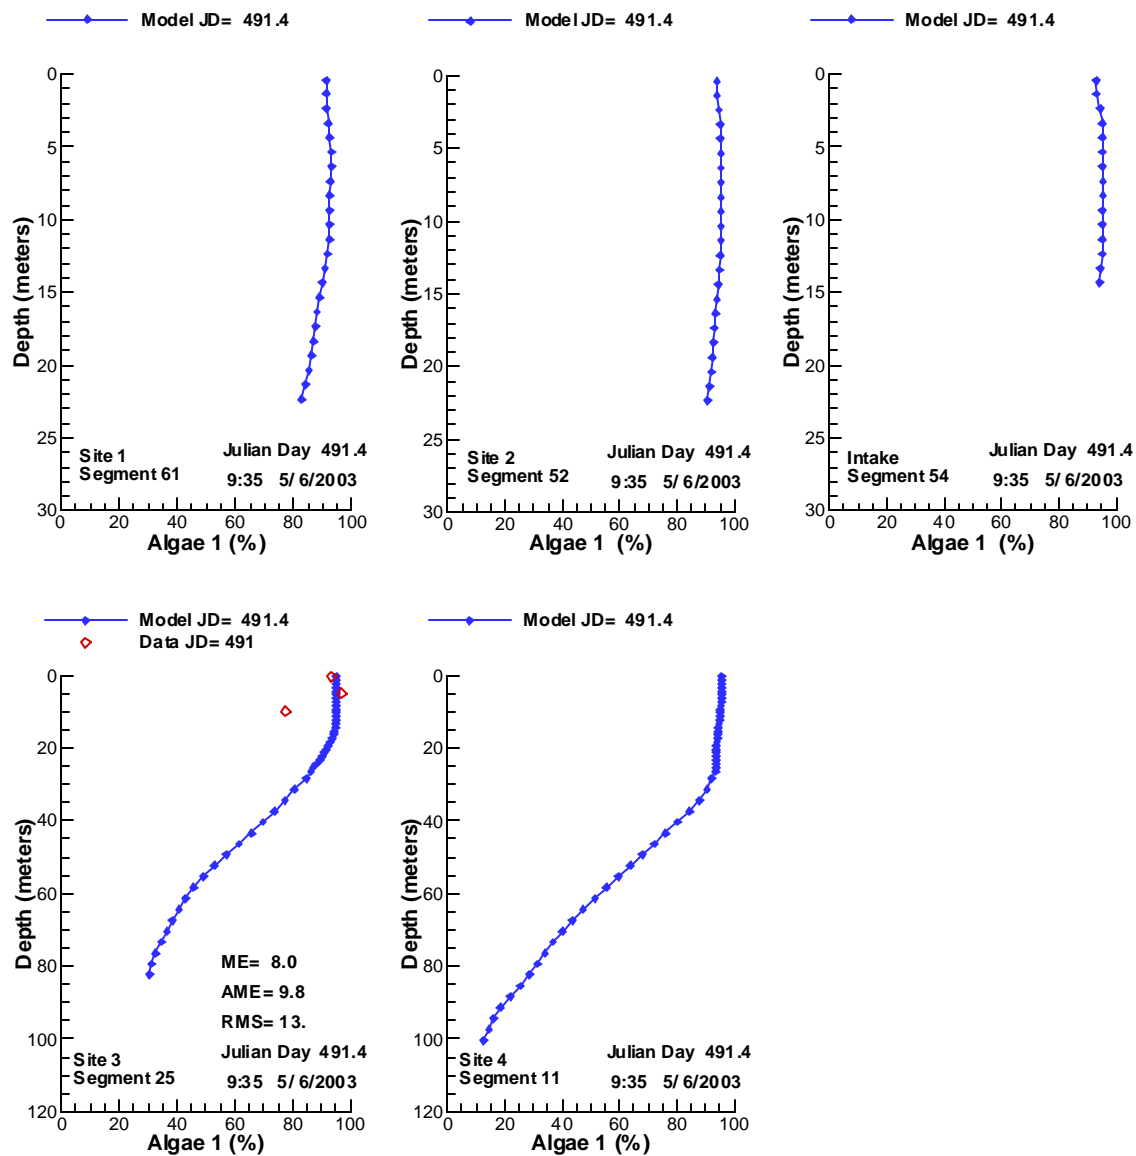 Model JD= 491.4
0
5
10
15
20
25
30
Depth (meters)
Site 1
Segment 61
Julian Day 491.4
9:35 5/ 6/2003
0 20 40 60 80 100
Algae 1 (%)
Model JD= 491.4
0
5
10
15
20
25
30
Depth (meters)
Site 2
Segment 52
Julian Day 491.4
9:35 5/ 6/2003
0 20 40 60 80 100
Algae 1 (%)
Model JD= 491.4
0
5
10
15
20
25
30
Depth (meters)
Intake
Segment 54
Julian Day 491.4
9:35 5/ 6/2003
0 20 40 60 80 100
Algae 1 (%)
Model JD= 491.4
Data JD= 491
0
20
40
60
80
100
120
Depth (meters)
ME= 8.0
AME= 9.8
RMS= 13.
Site 3
Segment 25
Julian Day 491.4
9:35 5/ 6/2003
0 20 40 60 80 100
Algae 1 (%)
Model JD= 491.4
0
20
40
60
80
100
120
Depth (meters)
Site 4
Segment 11
Julian Day 491.4
9:35 5/ 6/2003
0 20 40 60 80 100
Algae 1 (%)